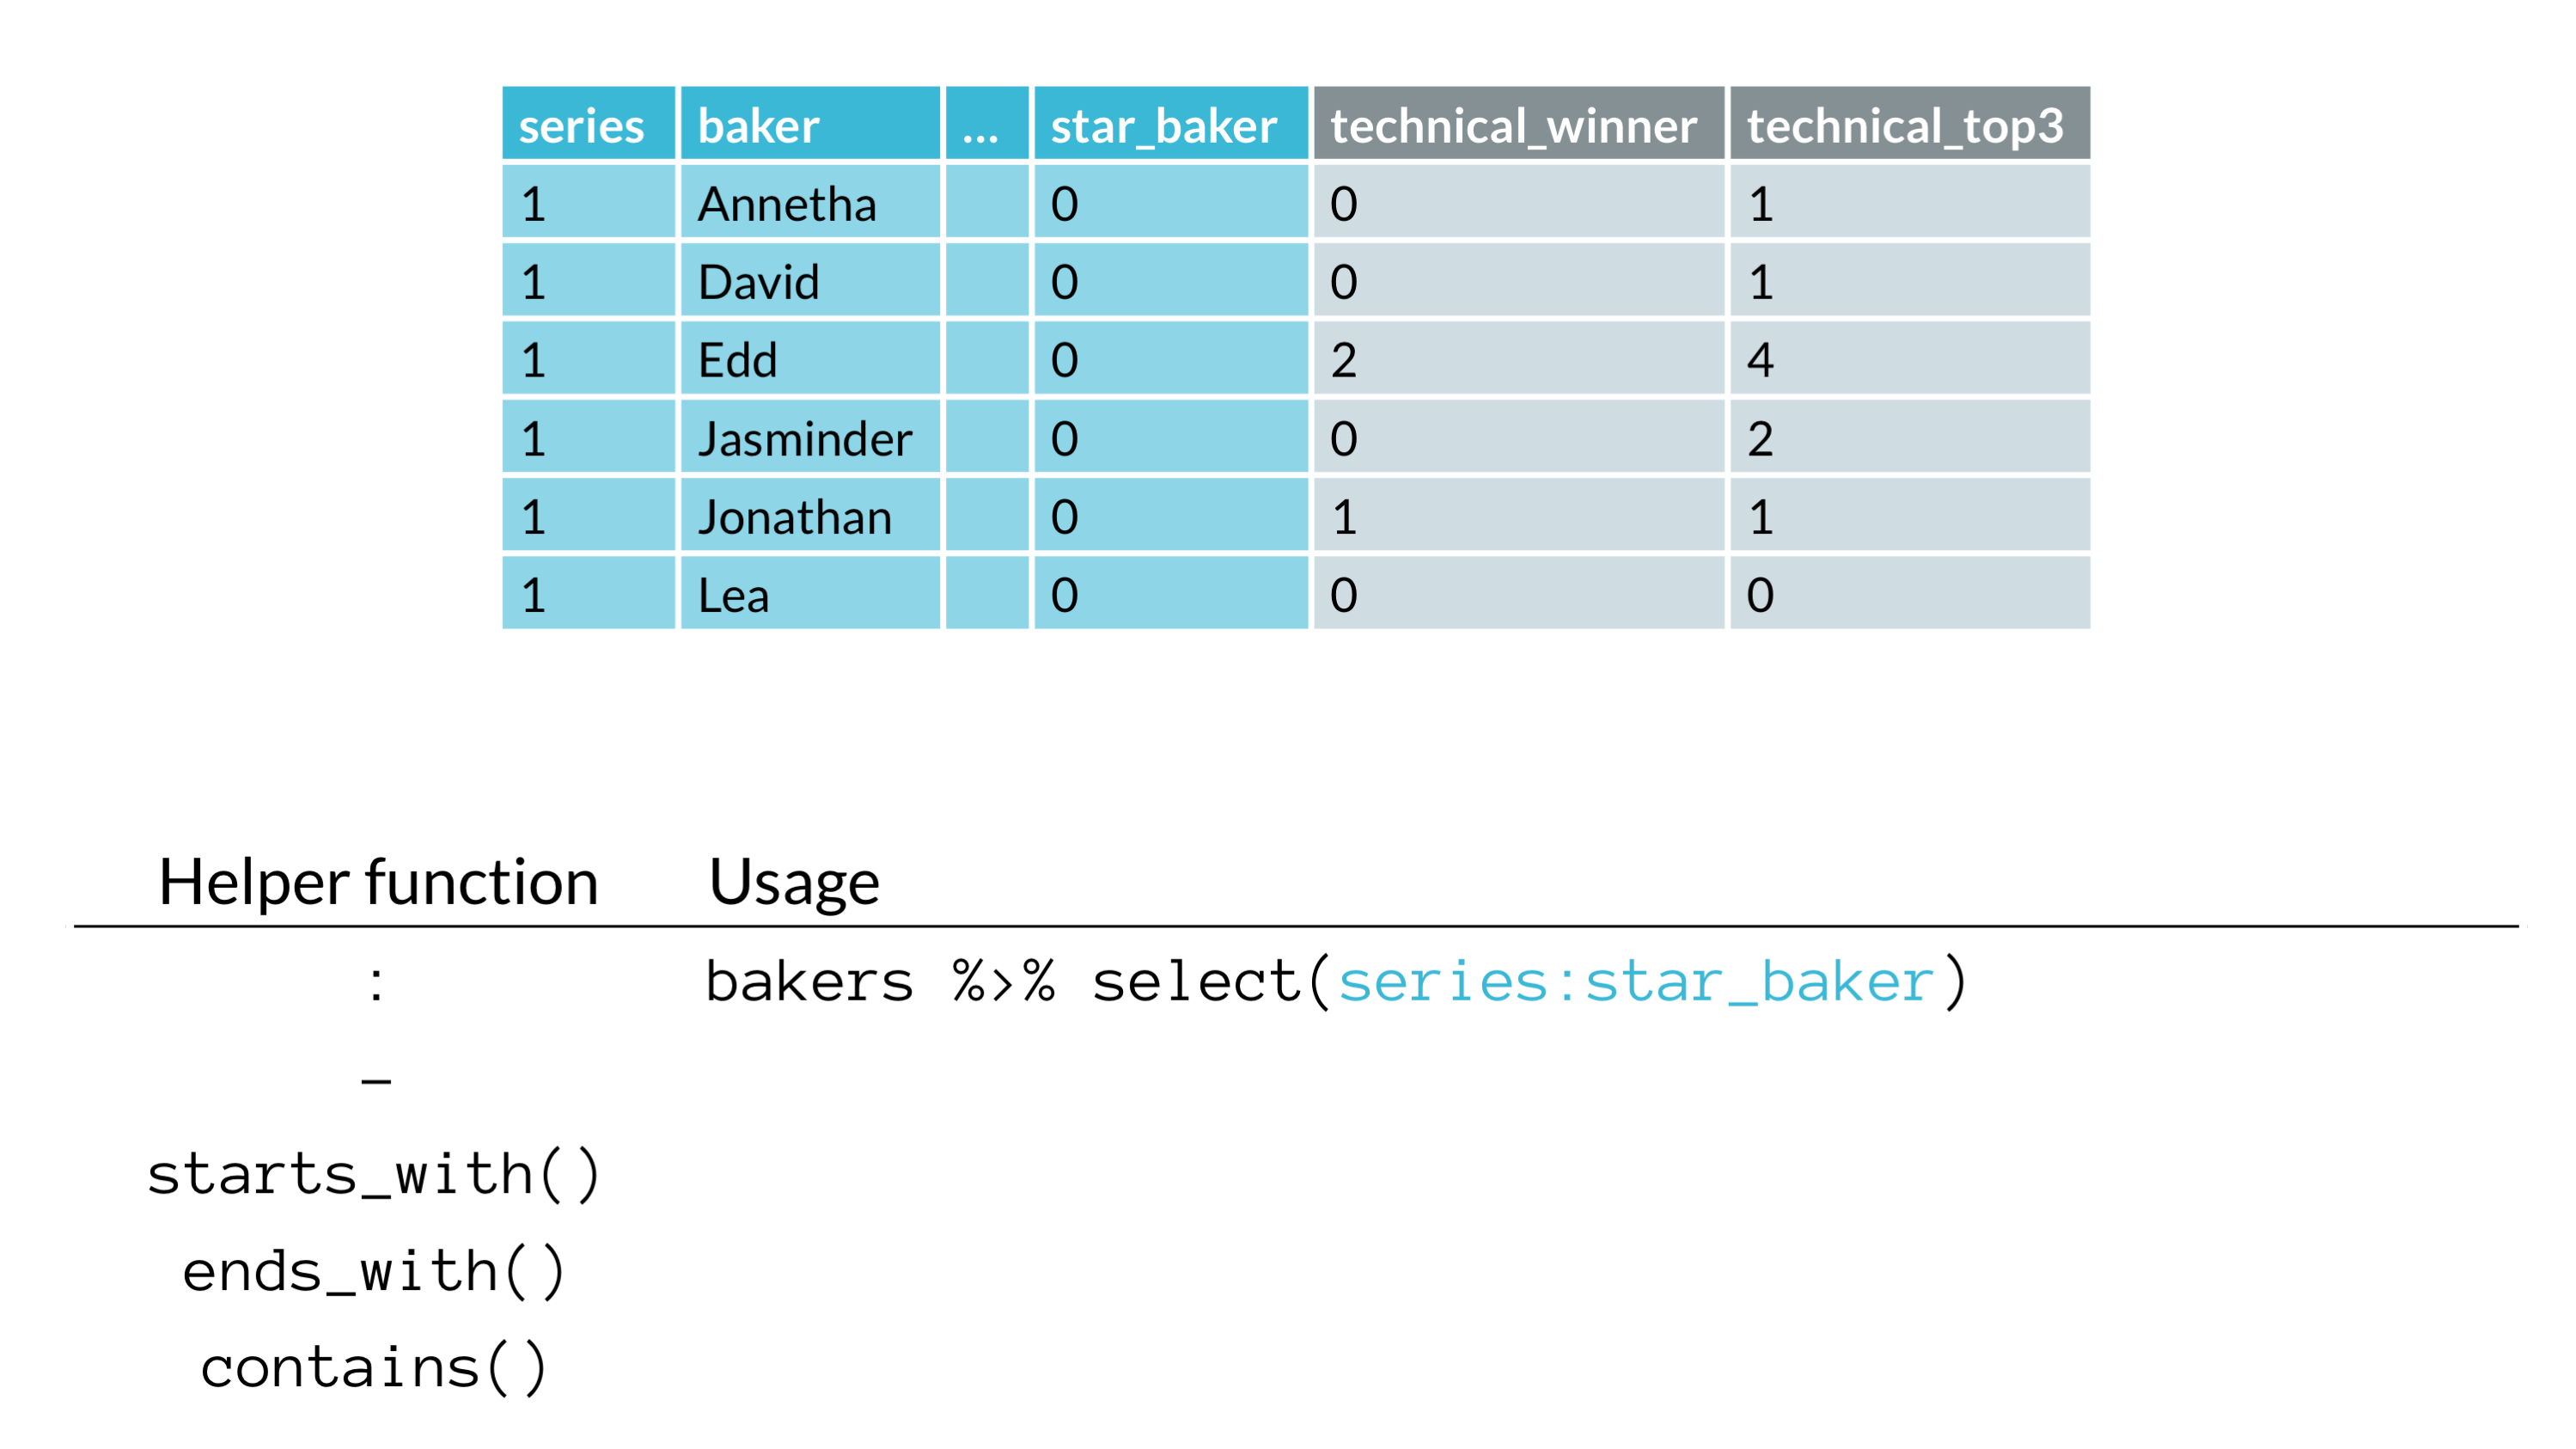 series baker ... star_baker technical_winner technical_top3
1 Annetha 0 0 1
1 David 0 0 1
1 Edd 0 2 4
1 Jasminder 0 0 2
1 Jonathan 0 1 1
1 Lea 0 0 0
Helper function Usage
: bakers %>% select(series:star_baker)
-
starts_with()
ends_with()
contains()